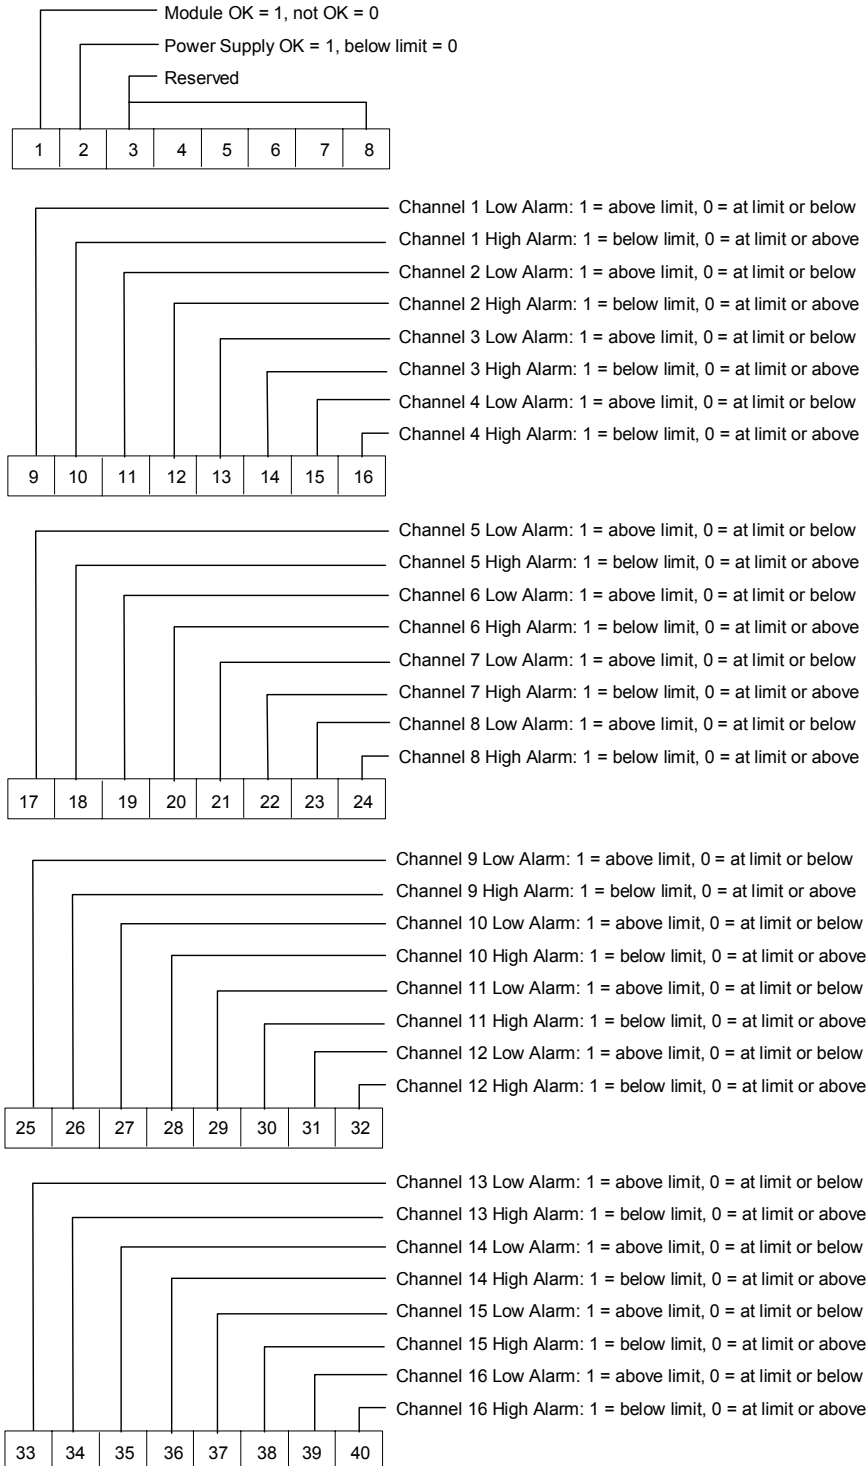 Module OK = 1, not OK = 0
Power Supply OK = 1, below limit = 0
Reserved
1 2 3 4 5 6 7 8
Channel 1 Low Alarm: 1 = above limit, 0 = at limit or below
Channel 1 High Alarm: 1 = below limit, 0 = at limit or above
Channel 2 Low Alarm: 1 = above limit, 0 = at limit or below
Channel 2 High Alarm: 1 = below limit, 0 = at limit or above
Channel 3 Low Alarm: 1 = above limit, 0 = at limit or below
Channel 3 High Alarm: 1 = below limit, 0 = at limit or above
Channel 4 Low Alarm: 1 = above limit, 0 = at limit or below
Channel 4 High Alarm: 1 = below limit, 0 = at limit or above
9 10 11 12 13 14 15 16
Channel 5 Low Alarm: 1 = above limit, 0 = at limit or below
Channel 5 High Alarm: 1 = below limit, 0 = at limit or above
Channel 6 Low Alarm: 1 = above limit, 0 = at limit or below
Channel 6 High Alarm: 1 = below limit, 0 = at limit or above
Channel 7 Low Alarm: 1 = above limit, 0 = at limit or below
Channel 7 High Alarm: 1 = below limit, 0 = at limit or above
Channel 8 Low Alarm: 1 = above limit, 0 = at limit or below
Channel 8 High Alarm: 1 = below limit, 0 = at limit or above
17 18 19 20 21 22 23 24
Channel 9 Low Alarm: 1 = above limit, 0 = at limit or below
Channel 9 High Alarm: 1 = below limit, 0 = at limit or above
Channel 10 Low Alarm: 1 = above limit, 0 = at limit or below
Channel 10 High Alarm: 1 = below limit, 0 = at limit or above
Channel 11 Low Alarm: 1 = above limit, 0 = at limit or below
Channel 11 High Alarm: 1 = below limit, 0 = at limit or above
Channel 12 Low Alarm: 1 = above limit, 0 = at limit or below
Channel 12 High Alarm: 1 = below limit, 0 = at limit or above
25 26 27 28 29 30 31 32
Channel 13 Low Alarm: 1 = above limit, 0 = at limit or below
Channel 13 High Alarm: 1 = below limit, 0 = at limit or above
Channel 14 Low Alarm: 1 = above limit, 0 = at limit or below
Channel 14 High Alarm: 1 = below limit, 0 = at limit or above
Channel 15 Low Alarm: 1 = above limit, 0 = at limit or below
Channel 15 High Alarm: 1 = below limit, 0 = at limit or above
Channel 16 Low Alarm: 1 = above limit, 0 = at limit or below
Channel 16 High Alarm: 1 = below limit, 0 = at limit or above
33 34 35 36 37 38 39 40